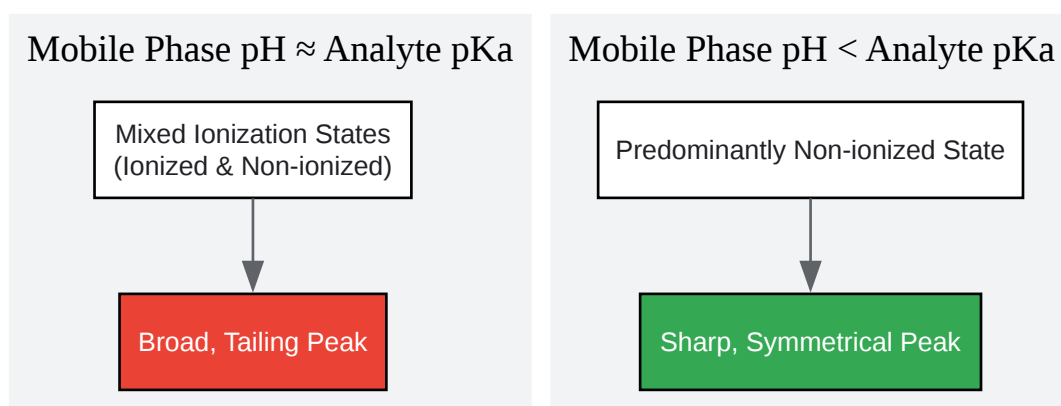 Mobile Phase pH ≈ Analyte pKa
Mixed Ionization States
(Ionized & Non-ionized)
Broad, Tailing Peak
Mobile Phase pH < Analyte pKa
Predominantly Non-ionized State
Sharp, Symmetrical Peak